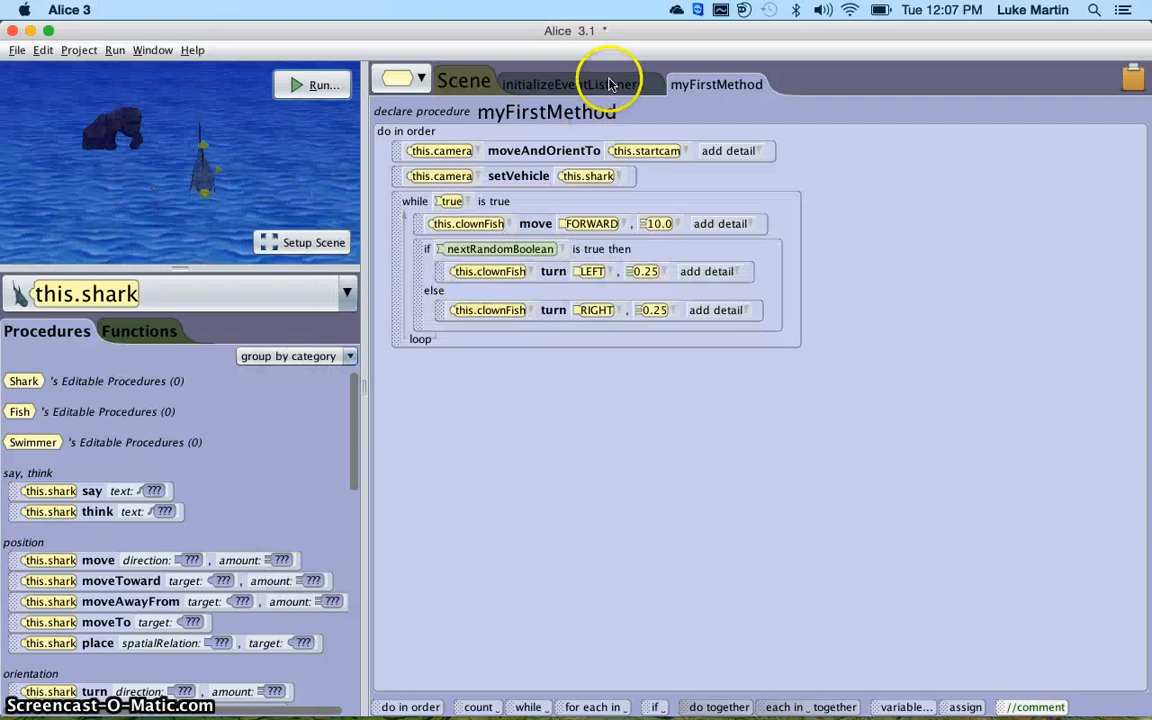 Alice 3 Tue 12:07 PM Luke Martin
Alice 3.1 *
File Edit Project Run Window Help
Run...
Setup Scene
Scene initializeEventListeners myFirstMethod
declare procedure myFirstMethod
do in order
this.camera moveAndOrientTo this.startcam add detail
this.camera setVehicle this.shark
while true is true
this.clownFish move FORWARD , 10.0 add detail
if nextRandomBoolean is true then
this.clownFish turn LEFT , 0.25 add detail
else
this.clownFish turn RIGHT , 0.25 add detail
loop
this.shark
Procedures Functions
group by category
Shark 's Editable Procedures (0)
Fish 's Editable Procedures (0)
Swimmer 's Editable Procedures (0)
say, think
this.shark say text: ???
this.shark think text: ???
position
this.shark move direction: ??? , amount: ???
this.shark moveToward target: ??? , amount: ???
this.shark moveAwayFrom target: ??? , amount: ???
this.shark moveTo target: ???
this.shark place spatialRelation: ??? , target: ???
orientation
this.shark turn direction: ??? , amount: ???
Screencast-O-Matic.com
do in order count while for each in if do together each in together variable... assign //comment